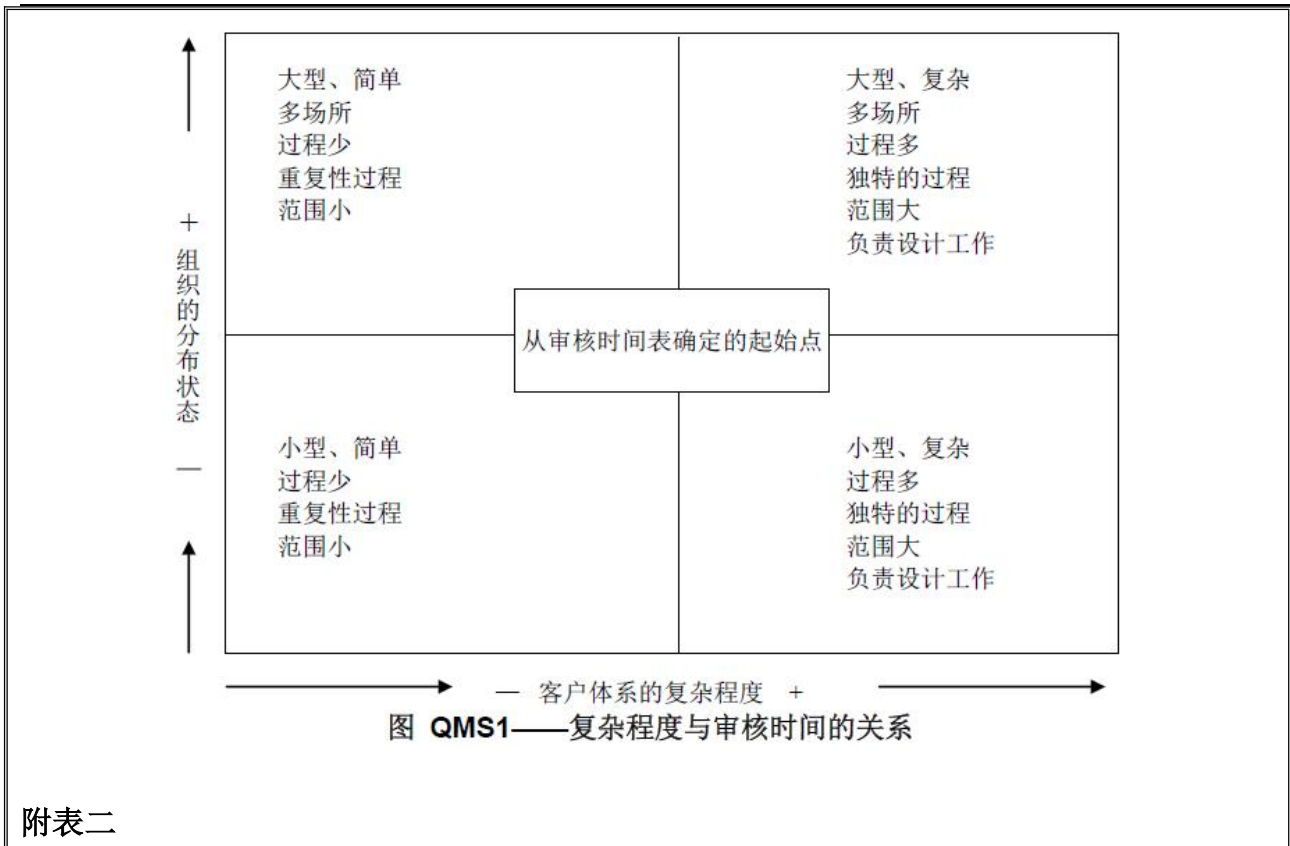 大型、简单
多场所
过程少
重复性过程
范围小
大型、复杂
多场所
过程多
独特的过程
范围大
负责设计工作
+
组织的分布状态
—
从审核时间表确定的起始点
小型、简单
过程少
重复性过程
范围小
小型、复杂
过程多
独特的过程
范围大
负责设计工作
— 客户体系的复杂程度 +
图 QMS1——复杂程度与审核时间的关系
附表二